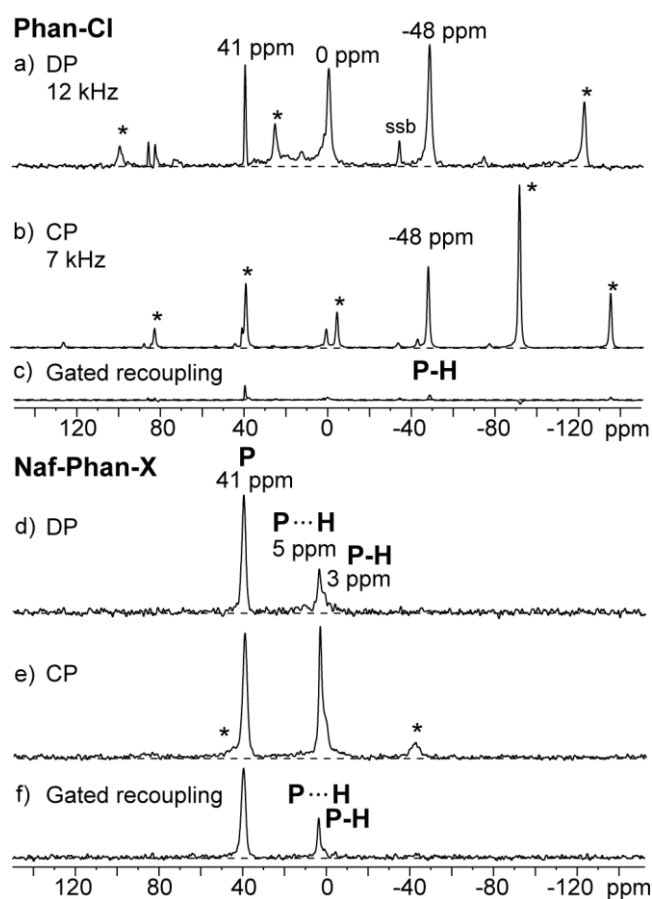 Phan-Cl
a) DP
12 kHz
*
41 ppm
*
0 ppm
ssb
-48 ppm
*
b) CP
7 kHz
*
*
*
-48 ppm
*
*
c) Gated recoupling
P-H
120 80 40 0 -40 -80 -120 ppm
Naf-Phan-X
P
41 ppm
d) DP
P···H
5 ppm
P-H
3 ppm
e) CP
*
*
f) Gated recoupling
P···H
P-H
120 80 40 0 -40 -80 -120 ppm